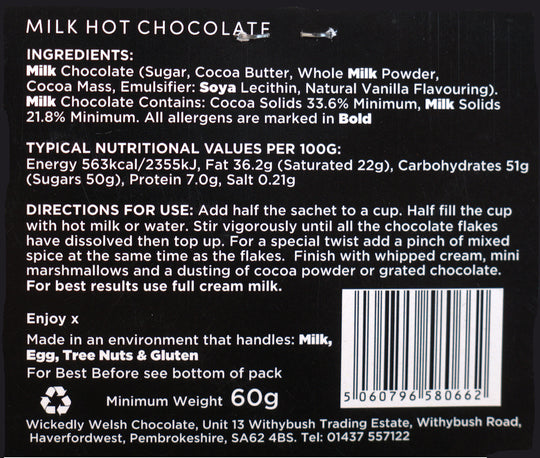 MILK HOT CHOCOLATE
INGREDIENTS:
Milk Chocolate (Sugar, Cocoa Butter, Whole Milk Powder,
Cocoa Mass, Emulsifier: Soya Lecithin, Natural Vanilla Flavouring).
Milk Chocolate Contains: Cocoa Solids 33.6% Minimum, Milk Solids
21.8% Minimum. All allergens are marked in Bold
TYPICAL NUTRITIONAL VALUES PER 100G:
Energy 563kcal/2355kJ, Fat 36.2g (Saturated 22g), Carbohydrates 51g
(Sugars 50g), Protein 7.0g, Salt 0.21g
DIRECTIONS FOR USE: Add half the sachet to a cup. Half fill the cup
with hot milk or water. Stir vigorously until all the chocolate flakes
have dissolved then top up. For a special twist add a pinch of mixed
spice at the same time as the flakes. Finish with whipped cream, mini
marshmallows and a dusting of cocoa powder or grated chocolate.
For best results use full cream milk.
Enjoy x
Made in an environment that handles: Milk,
Egg, Tree Nuts & Gluten
For Best Before see bottom of pack
Minimum Weight 60g
5 060796 580662
Wickedly Welsh Chocolate, Unit 13 Withybush Trading Estate, Withybush Road,
Haverfordwest, Pembrokeshire, SA62 4BS. Tel: 01437 557122